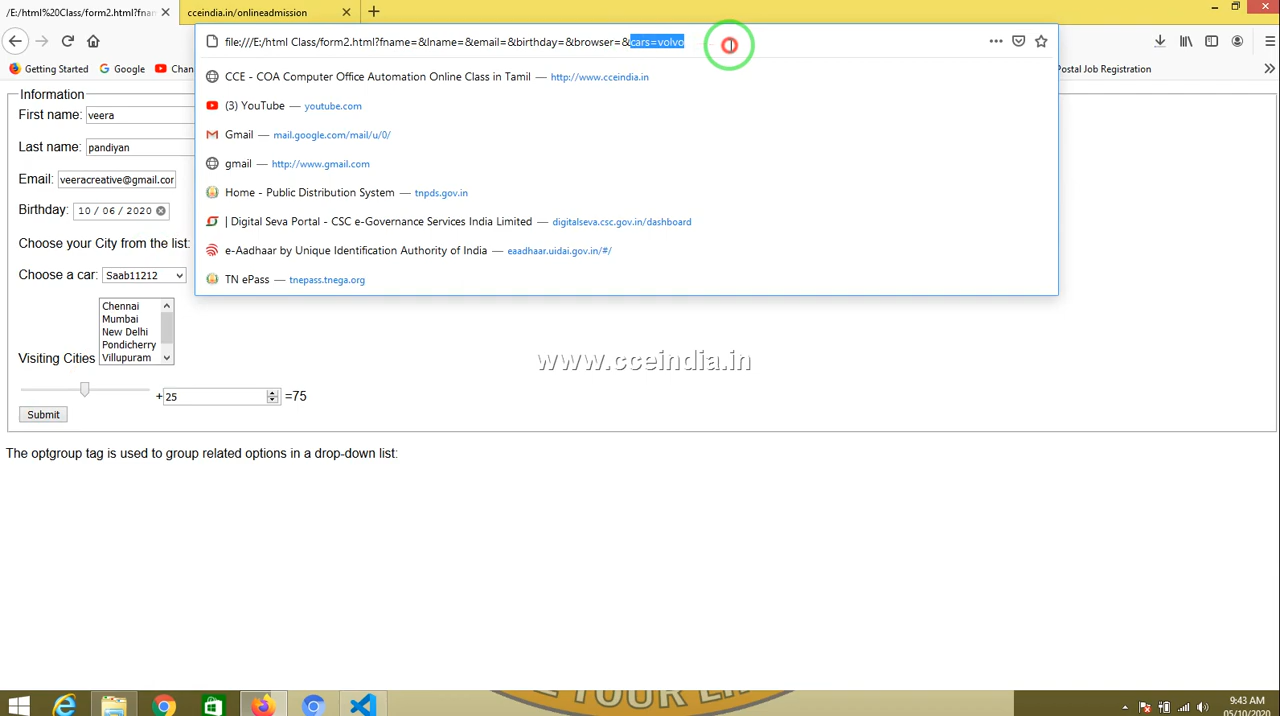 /E:/html%20Class/form2.html?fnam
cceindia.in/onlineadmission
file:///E:/html Class/form2.html?fname=&lname=&email=&birthday=&browser=&cars=volvo
Getting Started
Google
Chan
Postal Job Registration
CCE - COA Computer Office Automation Online Class in Tamil — http://www.cceindia.in
(3) YouTube — youtube.com
Gmail — mail.google.com/mail/u/0/
gmail — http://www.gmail.com
Home - Public Distribution System — tnpds.gov.in
| Digital Seva Portal - CSC e-Governance Services India Limited — digitalseva.csc.gov.in/dashboard
e-Aadhaar by Unique Identification Authority of India — eaadhaar.uidai.gov.in/#/
TN ePass — tnepass.tnega.org
Information
First name: veera
Last name: pandiyan
Email: veeracreative@gmail.cor
Birthday: 10 / 06 / 2020
Choose your City from the list:
Choose a car: Saab11212
Chennai
Mumbai
New Delhi
Pondicherry
Villupuram
Visiting Cities
+25 =75
Submit
The optgroup tag is used to group related options in a drop-down list:
www.cceindia.in
9:43 AM
05/10/2020